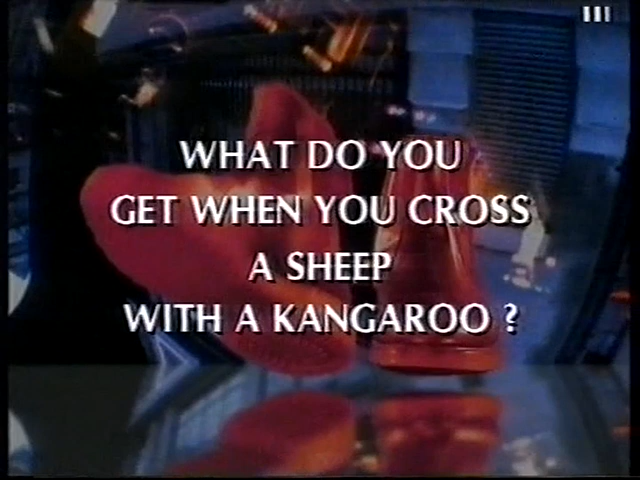 WHAT DO YOU
GET WHEN YOU CROSS
A SHEEP
WITH A KANGAROO ?